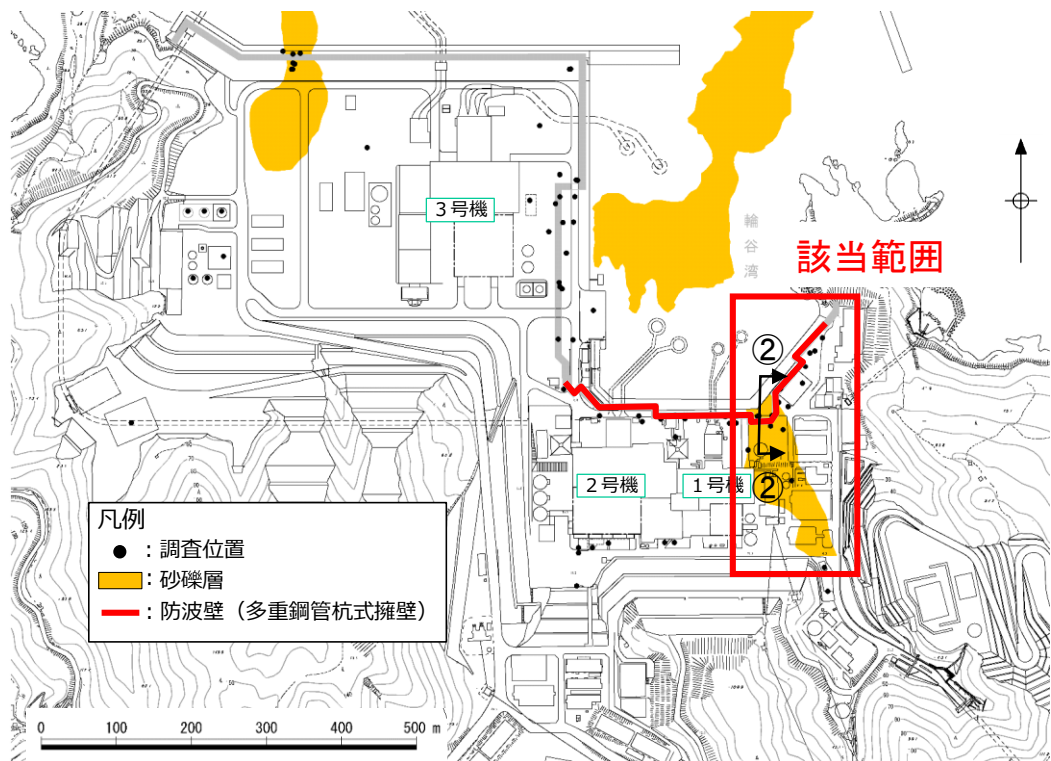 3号機
輪谷湾
該当範囲
②
2号機
1号機
②
凡例
● ：調査位置
：砂礫層
：防波壁（多重鋼管杭式擁壁）
0 100 200 300 400 500 m